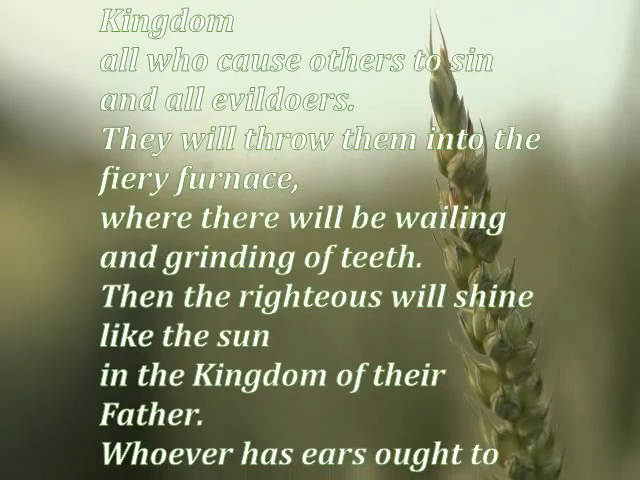 Kingdom
all who cause others to sin
and all evildoers.
They will throw them into the
fiery furnace,
where there will be wailing
and grinding of teeth.
Then the righteous will shine
like the sun
in the Kingdom of their
Father.
Whoever has ears ought to